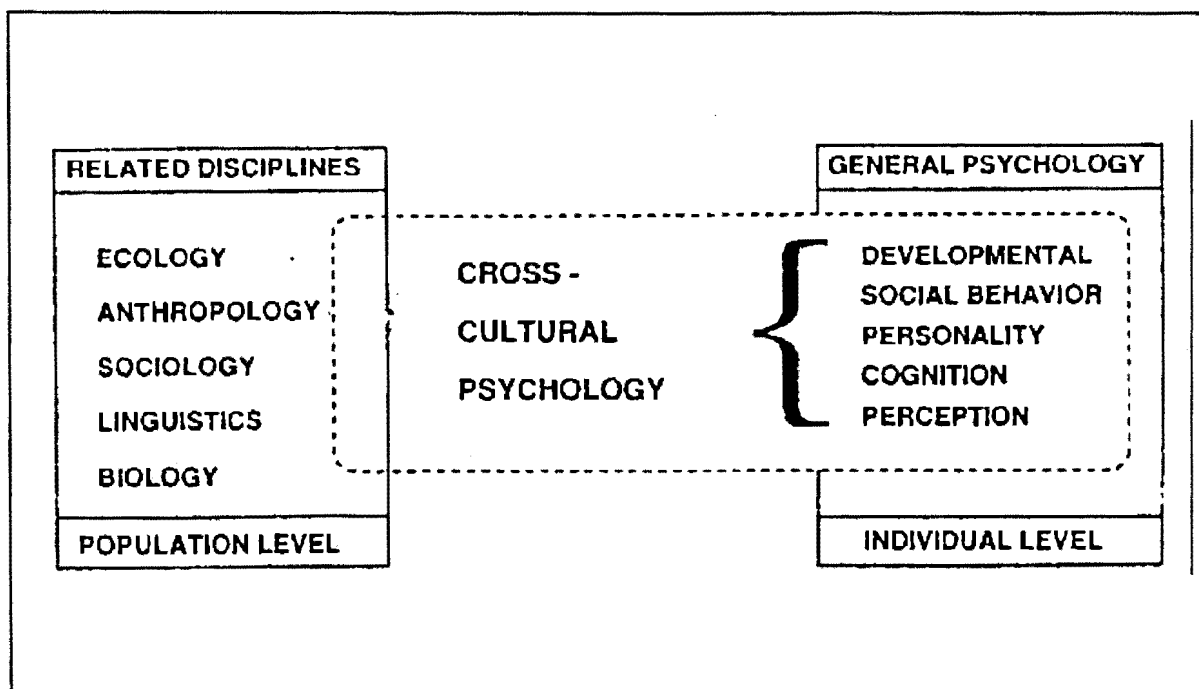 RELATED DISCIPLINES
ECOLOGY
ANTHROPOLOGY
SOCIOLOGY
LINGUISTICS
BIOLOGY
POPULATION LEVEL
CROSS -
CULTURAL
PSYCHOLOGY
GENERAL PSYCHOLOGY
DEVELOPMENTAL
SOCIAL BEHAVIOR
PERSONALITY
COGNITION
PERCEPTION
INDIVIDUAL LEVEL